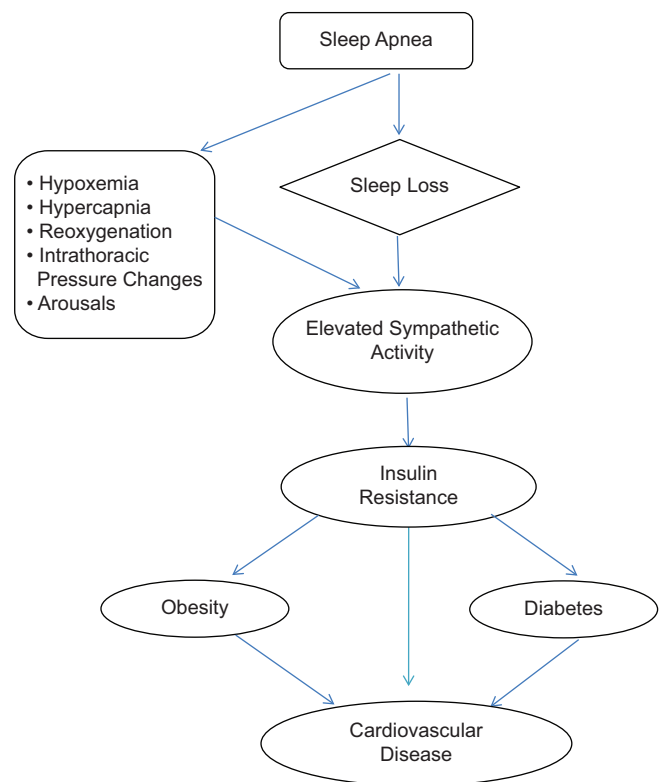 Sleep Apnea
• Hypoxemia
• Hypercapnia
• Reoxygenation
• Intrathoracic
Pressure Changes
• Arousals
Sleep Loss
Elevated Sympathetic
Activity
Insulin
Resistance
Obesity
Diabetes
Cardiovascular
Disease